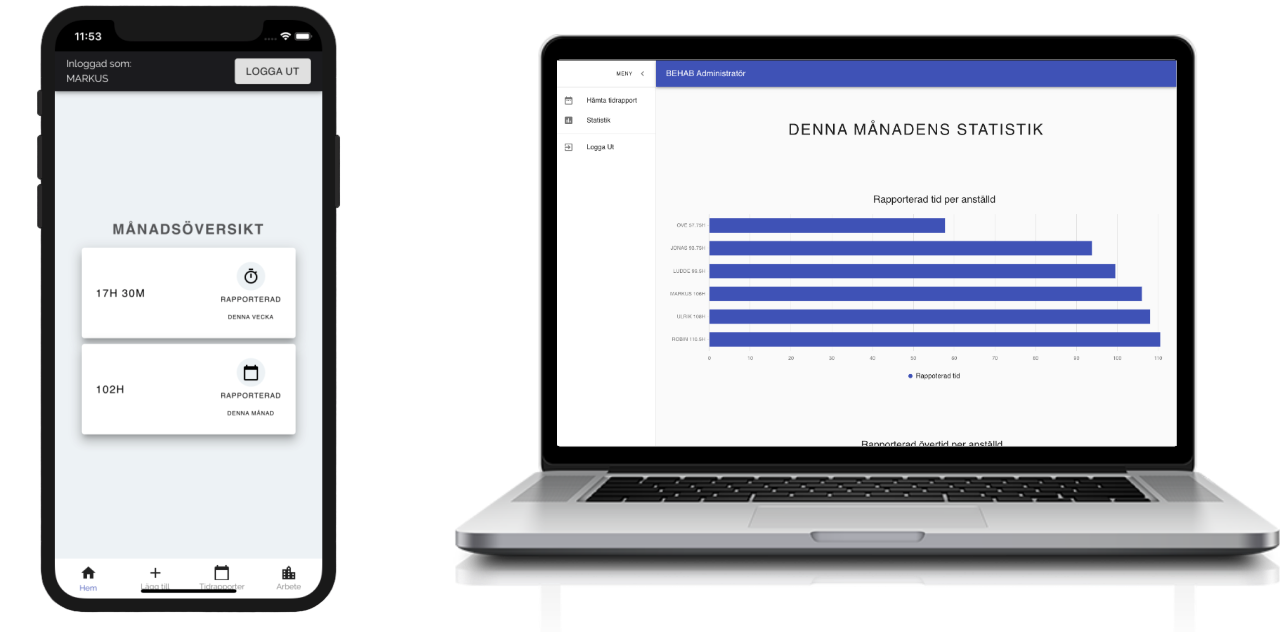 11:53
Inloggad som:
MARKUS
LOGGA UT
MÅNADSÖVERSIKT
17H 30M
RAPPORTERAD
DENNA VECKA
102H
RAPPORTERAD
DENNA MÅNAD
Hem
Lägg till
Tidrapporter
Arbete
MENY
BEHAB Administratör
Hämta tidrapport
Statistik
Logga Ut
DENNA MÅNADENS STATISTIK
Rapporterad tid per anställd
OVE 57.75H
JONAS 93.75H
LUDDE 99.5H
MARKUS 106H
ULRIK 108H
ROBIN 110.5H
0 10 20 30 40 50 60 70 80 90 100 110
Rappoterad tid
Rapporterad övertid per anställd